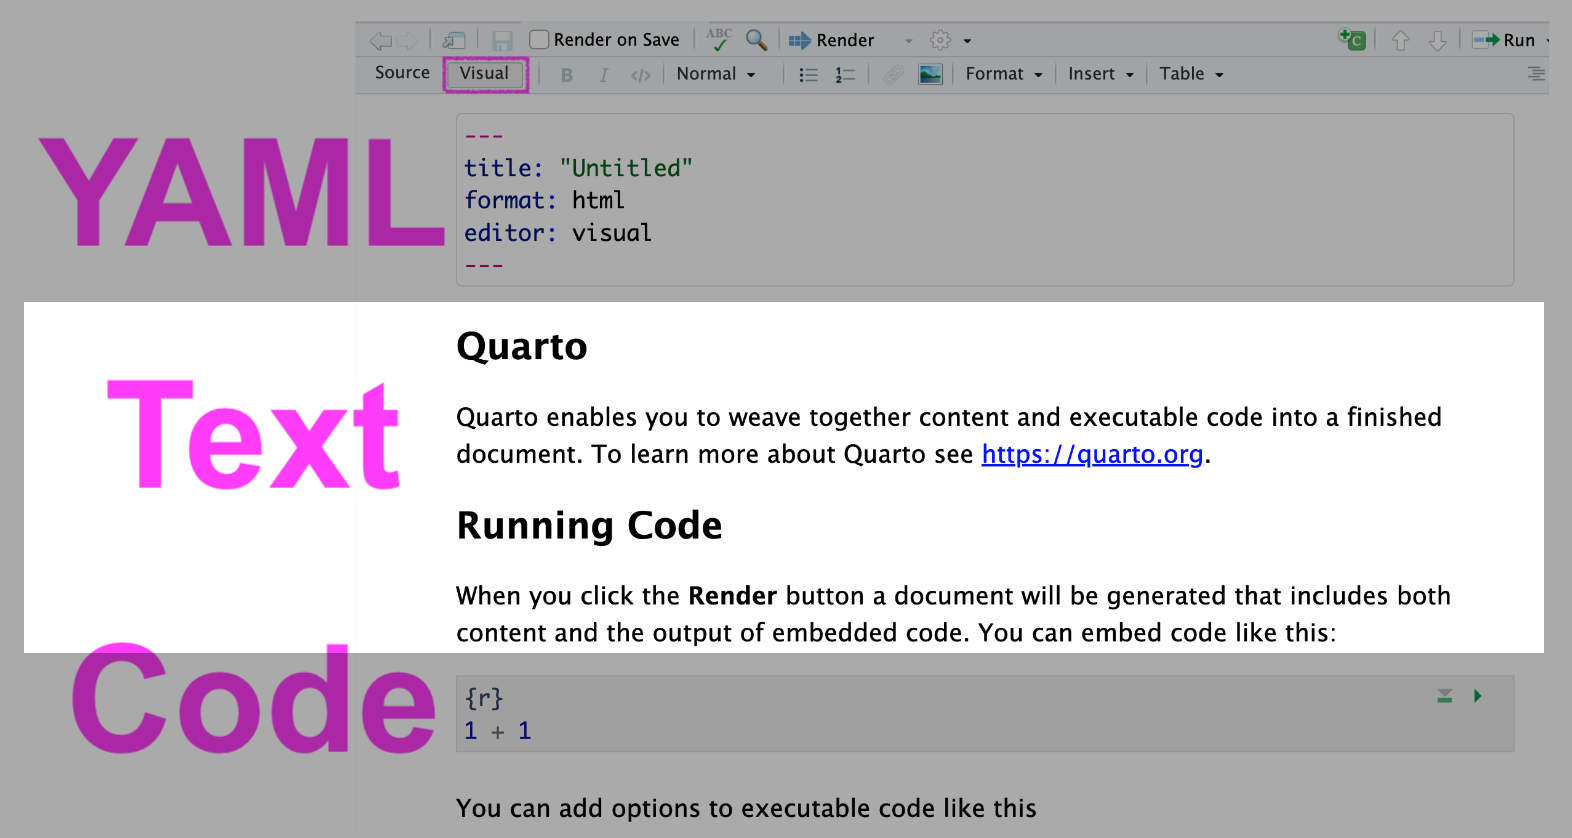 ABC
Render on Save
Render
C
Run
Source
Visual
B
I
</>
Normal
1
2
Format
Insert
Table
YAML
---
title: "Untitled"
format: html
editor: visual
---
Text
Quarto
Quarto enables you to weave together content and executable code into a finished
document. To learn more about Quarto see https://quarto.org.
Running Code
When you click the Render button a document will be generated that includes both
content and the output of embedded code. You can embed code like this:
Code
{r}
1 + 1
You can add options to executable code like this